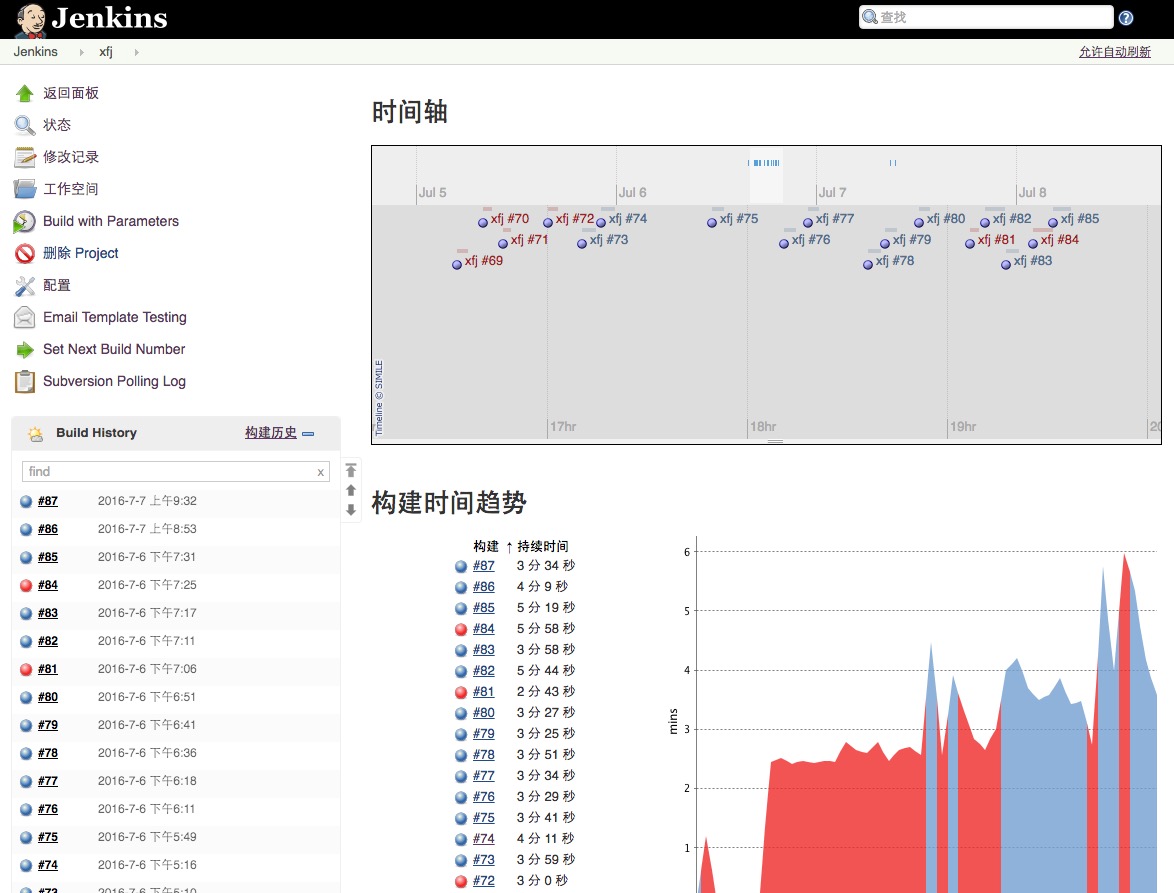 Jenkins
查找
Jenkins
xfj
允许自动刷新
返回面板
状态
修改记录
工作空间
Build with Parameters
删除 Project
配置
Email Template Testing
Set Next Build Number
Subversion Polling Log
Build History
构建历史
find
x
#87 2016-7-7 上午9:32
#86 2016-7-7 上午8:53
#85 2016-7-6 下午7:31
#84 2016-7-6 下午7:25
#83 2016-7-6 下午7:17
#82 2016-7-6 下午7:11
#81 2016-7-6 下午7:06
#80 2016-7-6 下午6:51
#79 2016-7-6 下午6:41
#78 2016-7-6 下午6:36
#77 2016-7-6 下午6:18
#76 2016-7-6 下午6:11
#75 2016-7-6 下午5:49
#74 2016-7-6 下午5:16
#73 2016-7-6 下午5:10
时间轴
Jul 5 Jul 6 Jul 7 Jul 8
xfj #70 xfj #72 xfj #74 xfj #75 xfj #77 xfj #80 xfj #82 xfj #85
xfj #71 xfj #73 xfj #76 xfj #79 xfj #81 xfj #84
xfj #69 xfj #78 xfj #83
Timeline © SIMILE
17hr 18hr 19hr 20
构建时间趋势
构建 ↑ 持续时间
#87 3 分 34 秒
#86 4 分 9 秒
#85 5 分 19 秒
#84 5 分 58 秒
#83 3 分 58 秒
#82 5 分 44 秒
#81 2 分 43 秒
#80 3 分 27 秒
#79 3 分 25 秒
#78 3 分 51 秒
#77 3 分 34 秒
#76 3 分 29 秒
#75 3 分 41 秒
#74 4 分 11 秒
#73 3 分 59 秒
#72 3 分 0 秒
6
5
4
3
2
1
mins